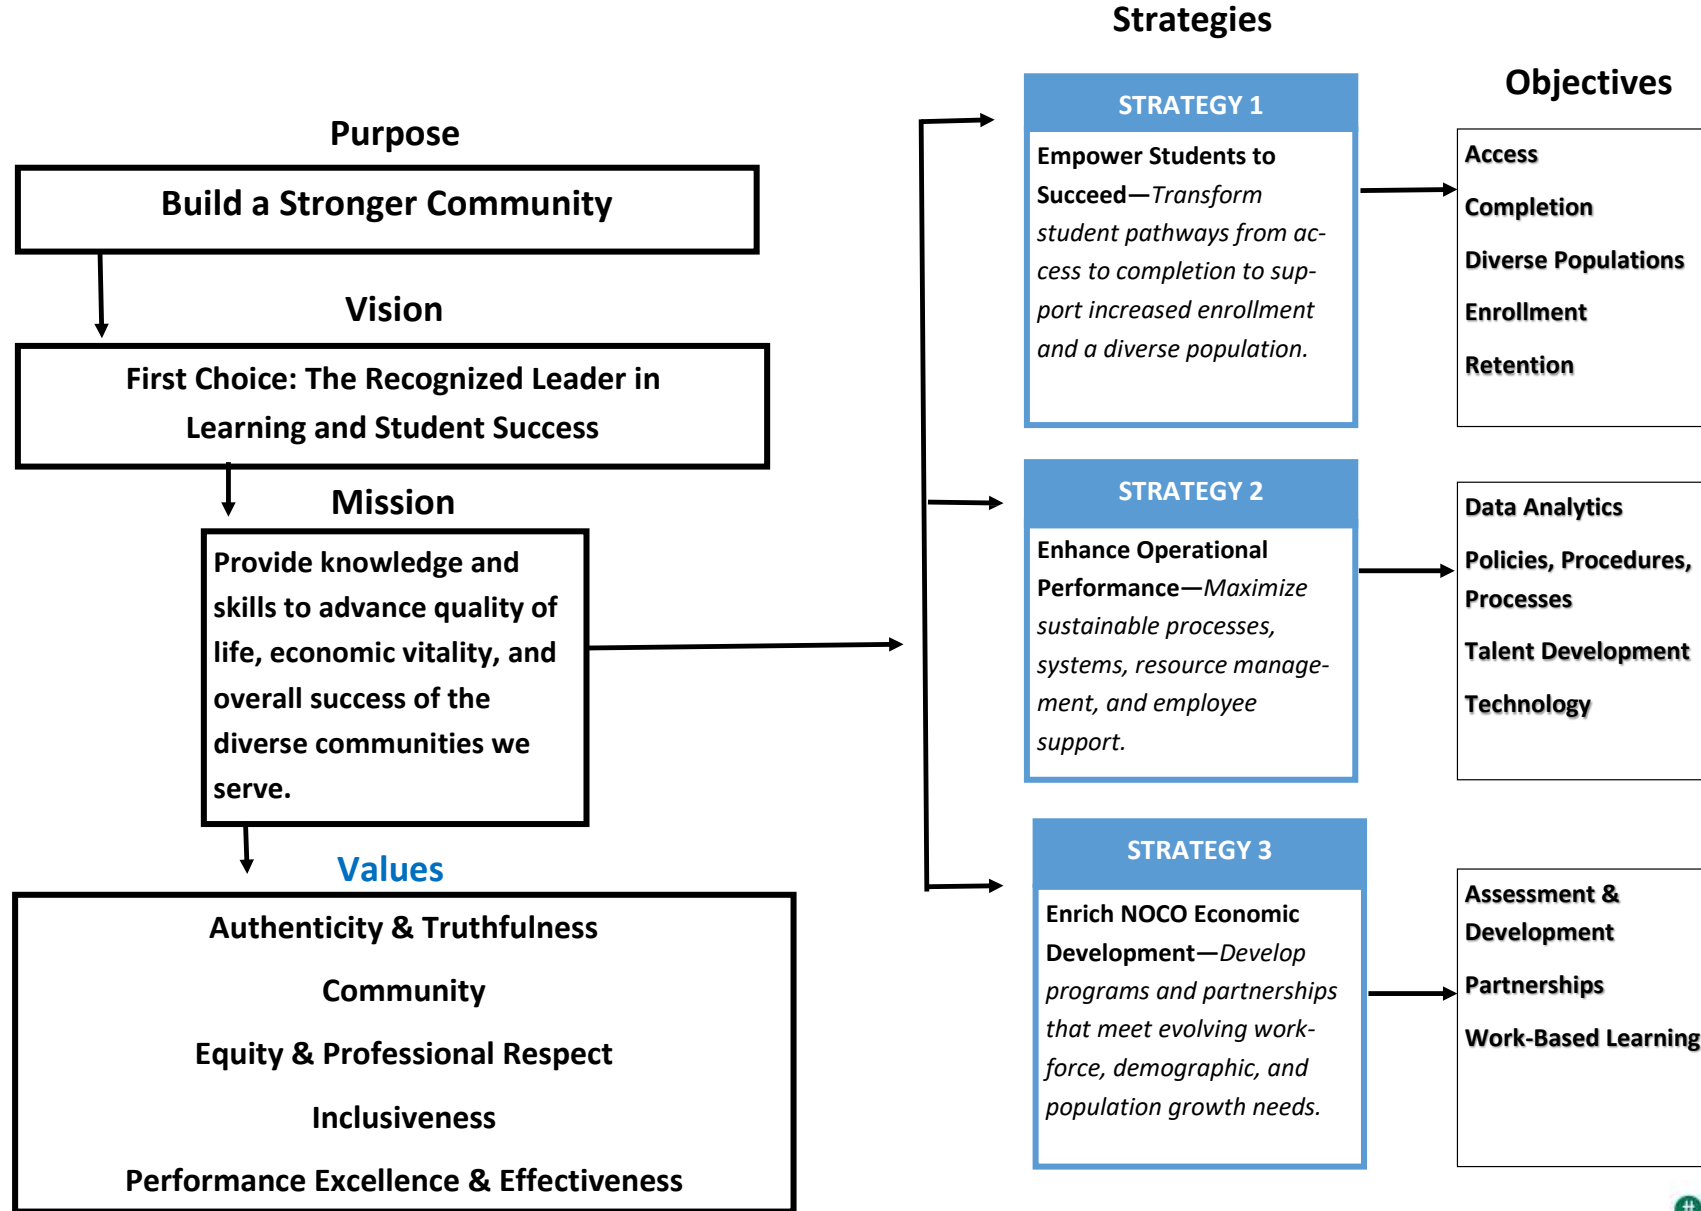 Purpose
Build a Stronger Community
Vision
First Choice: The Recognized Leader in
Learning and Student Success
Mission
Provide knowledge and
skills to advance quality of
life, economic vitality, and
overall success of the
diverse communities we
serve.
Values
Authenticity & Truthfulness
Community
Equity & Professional Respect
Inclusiveness
Performance Excellence & Effectiveness
Strategies
STRATEGY 1
Empower Students to
Succeed—Transform
student pathways from ac-
cess to completion to sup-
port increased enrollment
and a diverse population.
STRATEGY 2
Enhance Operational
Performance—Maximize
sustainable processes,
systems, resource manage-
ment, and employee
support.
STRATEGY 3
Enrich NOCO Economic
Development—Develop
programs and partnerships
that meet evolving work-
force, demographic, and
population growth needs.
Objectives
Access
Completion
Diverse Populations
Enrollment
Retention
Data Analytics
Policies, Procedures,
Processes
Talent Development
Technology
Assessment &
Development
Partnerships
Work-Based Learning